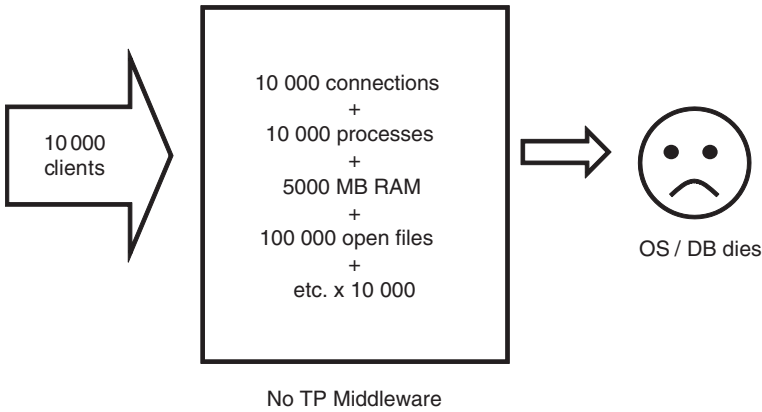 10 000
clients
10 000 connections
+
10 000 processes
+
5000 MB RAM
+
100 000 open files
+
etc. x 10 000
OS / DB dies
No TP Middleware